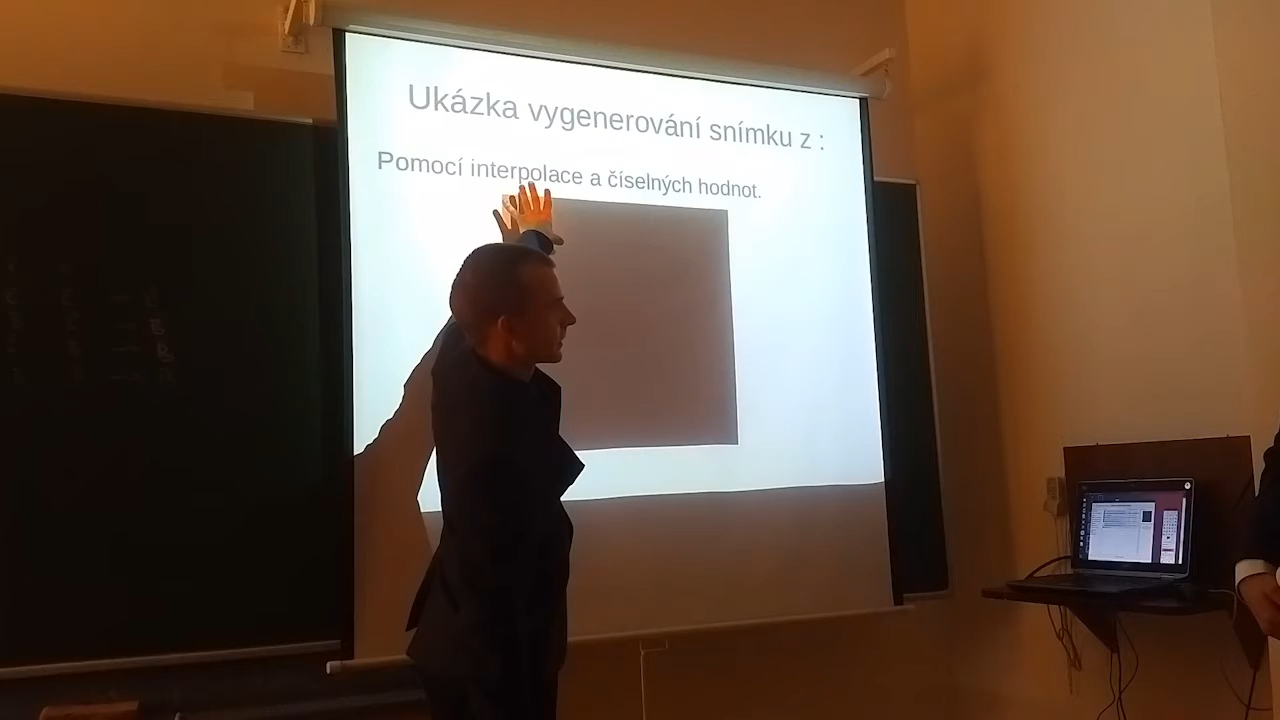 Ukázka vygenerování snímku z :
Pomocí interpolace a číselných hodnot.